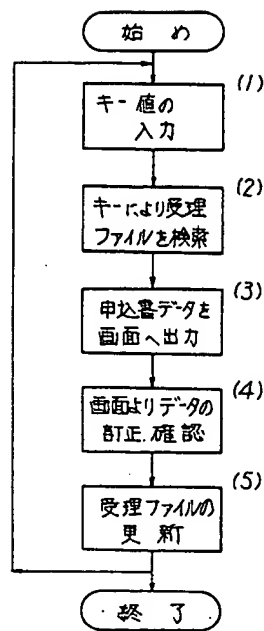 始め
(1)
キー値の
入力
(2)
キーにより受理
ファイルを検索
(3)
申込書データを
画面へ出力
(4)
画面よりデータの
訂正.確認
(5)
受理ファイルの
更新
終了